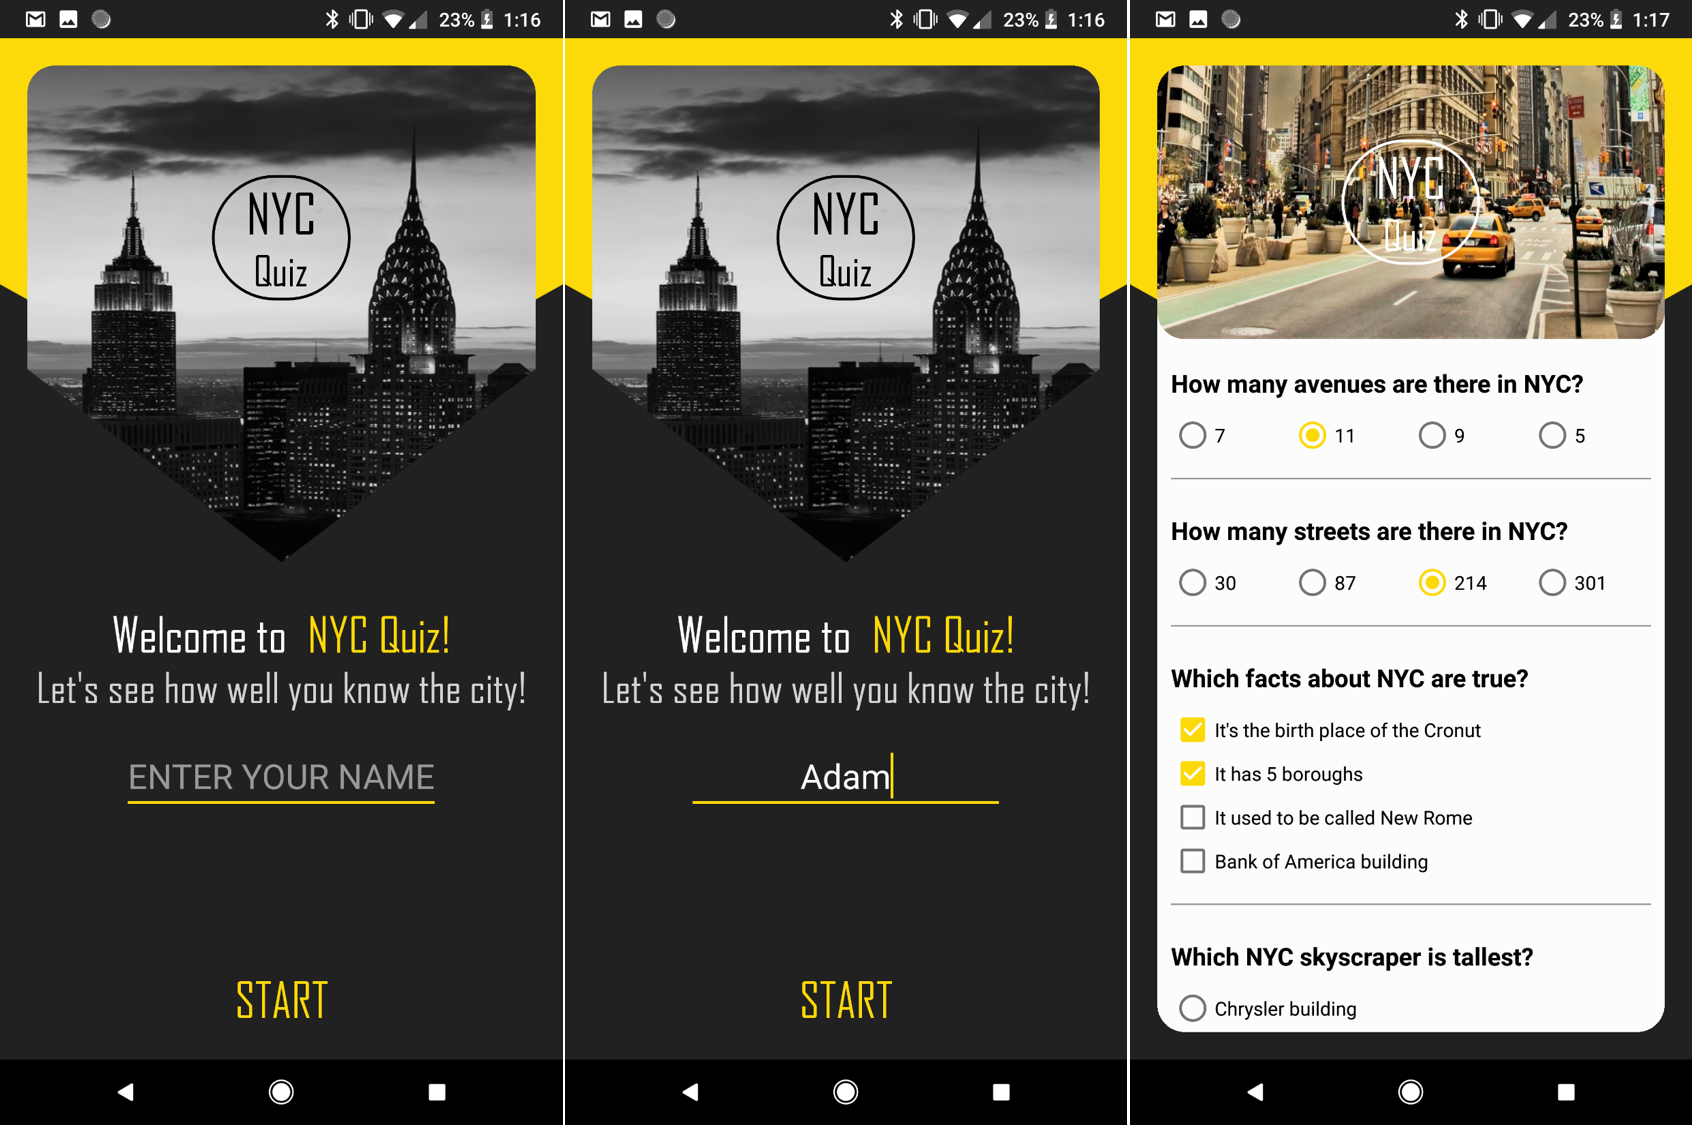 23% 1:16
NYC
Quiz
Welcome to NYC Quiz!
Let's see how well you know the city!
ENTER YOUR NAME
START
23% 1:16
NYC
Quiz
Welcome to NYC Quiz!
Let's see how well you know the city!
Adam
START
23% 1:17
NYC
Quiz
How many avenues are there in NYC?
7 11 9 5
How many streets are there in NYC?
30 87 214 301
Which facts about NYC are true?
It's the birth place of the Cronut
It has 5 boroughs
It used to be called New Rome
Bank of America building
Which NYC skyscraper is tallest?
Chrysler building